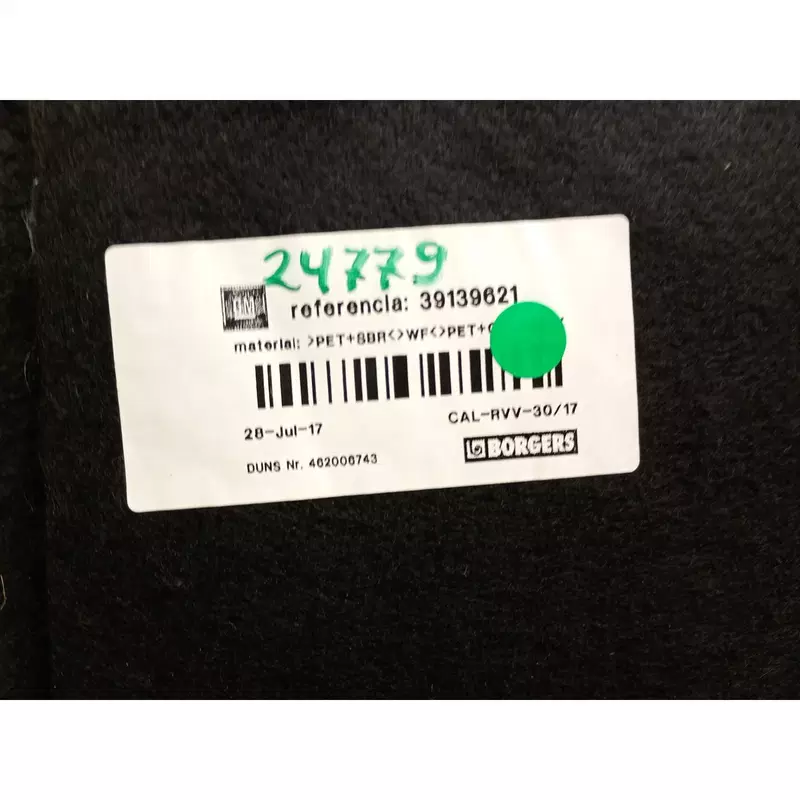 24779
GM
referencia: 39139621
material: >PET+SBR<>WF<>PET+
28-Jul-17
CAL-RVV-30/17
DUNS Nr. 462006743
BORGERS